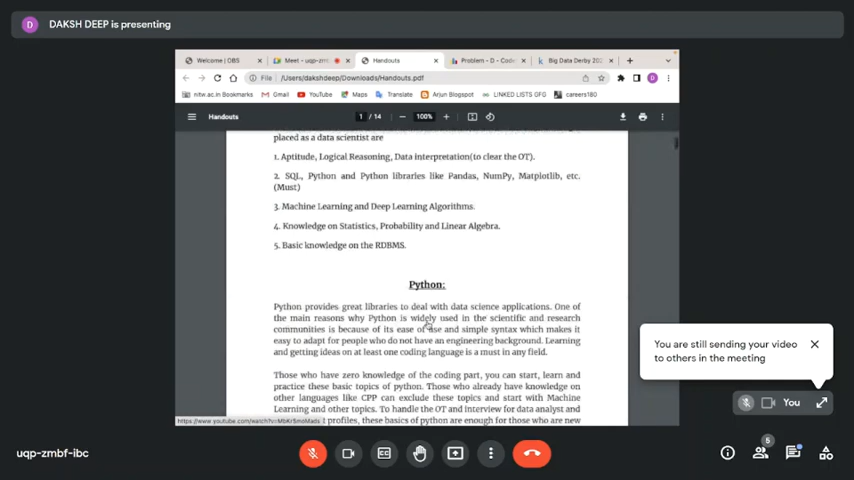 D DAKSH DEEP is presenting
Welcome | OBS
Meet - uqp-zm
Handouts
Problem - D - Code
Big Data Derby 202
File | /Users/dakshdeep/Downloads/Handouts.pdf
D
nitw.ac.in Bookmarks Gmail YouTube Maps Translate Arjun Blogspot LINKED LISTS GFG careers180
Handouts 1 / 14 100%
placed as a data scientist are
1. Aptitude, Logical Reasoning, Data interpretation(to clear the OT).
2. SQL, Python and Python libraries like Pandas, NumPy, Matplotlib, etc.
(Must)
3. Machine Learning and Deep Learning Algorithms.
4. Knowledge on Statistics, Probability and Linear Algebra.
5. Basic knowledge on the RDBMS.
Python:
Python provides great libraries to deal with data science applications. One of
the main reasons why Python is widely used in the scientific and research
communities is because of its ease of use and simple syntax which makes it
easy to adapt for people who do not have an engineering background. Learning
and getting ideas on at least one coding language is a must in any field.
Those who have zero knowledge of the coding part, you can start, learn and
practice these basic topics of python. Those who already have knowledge on
other languages like CPP can exclude these topics and start with Machine
Learning and other topics. To handle the OT and interview for data analyst and
profiles, these basics of python are enough for those who are new
You are still sending your video
to others in the meeting
You
uqp-zmbf-ibc
5